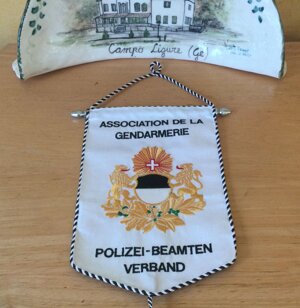 Campo Ligure (Ge)
ASSOCIATION DE LA
GENDARMERIE
POLIZEI-BEAMTEN
VERBAND